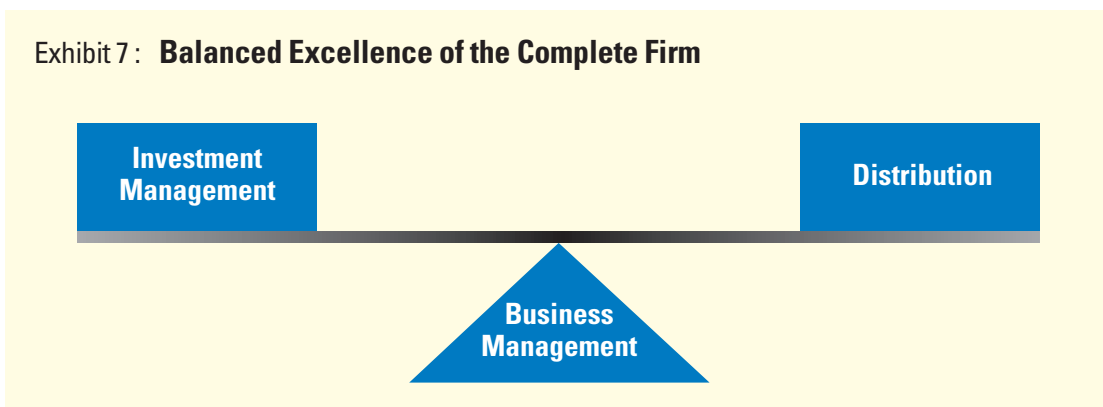 Exhibit 7 : Balanced Excellence of the Complete Firm
Investment
Management
Distribution
Business
Management